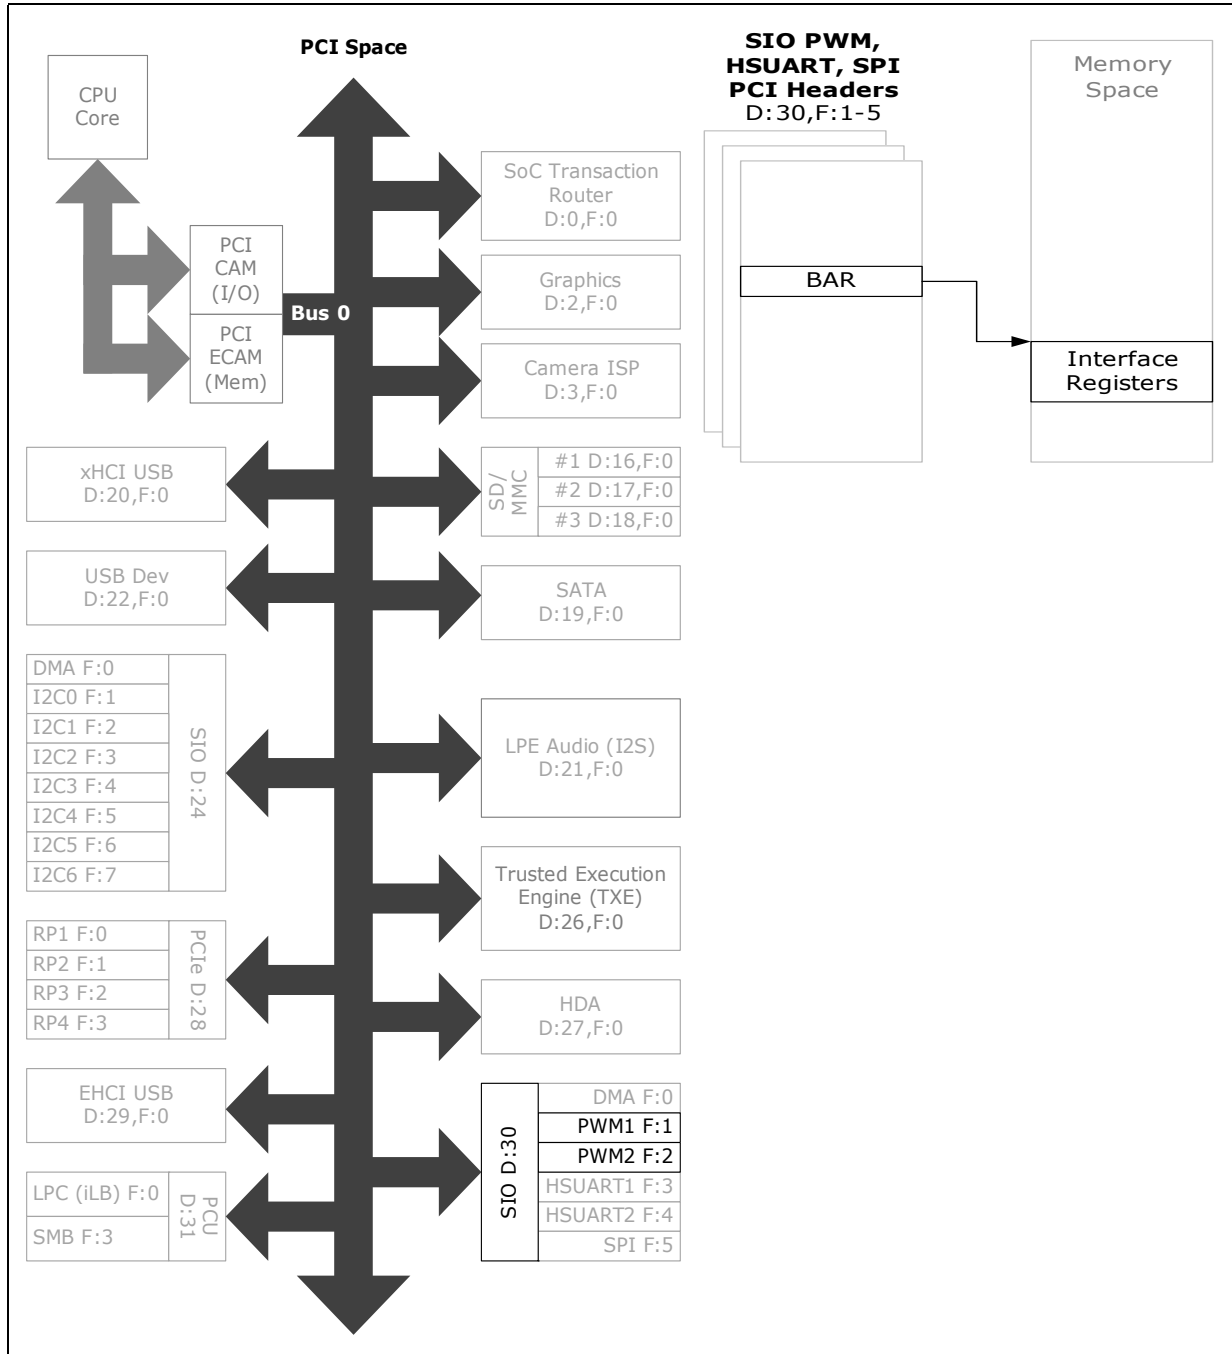 PCI Space
CPU
Core
PCI
CAM
(I/O)
PCI
ECAM
(Mem)
Bus 0
SoC Transaction
Router
D:0,F:0
Graphics
D:2,F:0
Camera ISP
D:3,F:0
SD/
MMC
#1 D:16,F:0
#2 D:17,F:0
#3 D:18,F:0
SATA
D:19,F:0
LPE Audio (I2S)
D:21,F:0
Trusted Execution
Engine (TXE)
D:26,F:0
HDA
D:27,F:0
SIO D:30
DMA F:0
PWM1 F:1
PWM2 F:2
HSUART1 F:3
HSUART2 F:4
SPI F:5
xHCI USB
D:20,F:0
USB Dev
D:22,F:0
DMA F:0
I2C0 F:1
I2C1 F:2
I2C2 F:3
I2C3 F:4
I2C4 F:5
I2C5 F:6
I2C6 F:7
SIO D:24
RP1 F:0
RP2 F:1
RP3 F:2
RP4 F:3
PCIe D:28
EHCI USB
D:29,F:0
LPC (iLB) F:0
SMB F:3
PCU
D:31
SIO PWM,
HSUART, SPI
PCI Headers
D:30,F:1-5
BAR
Memory
Space
Interface
Registers